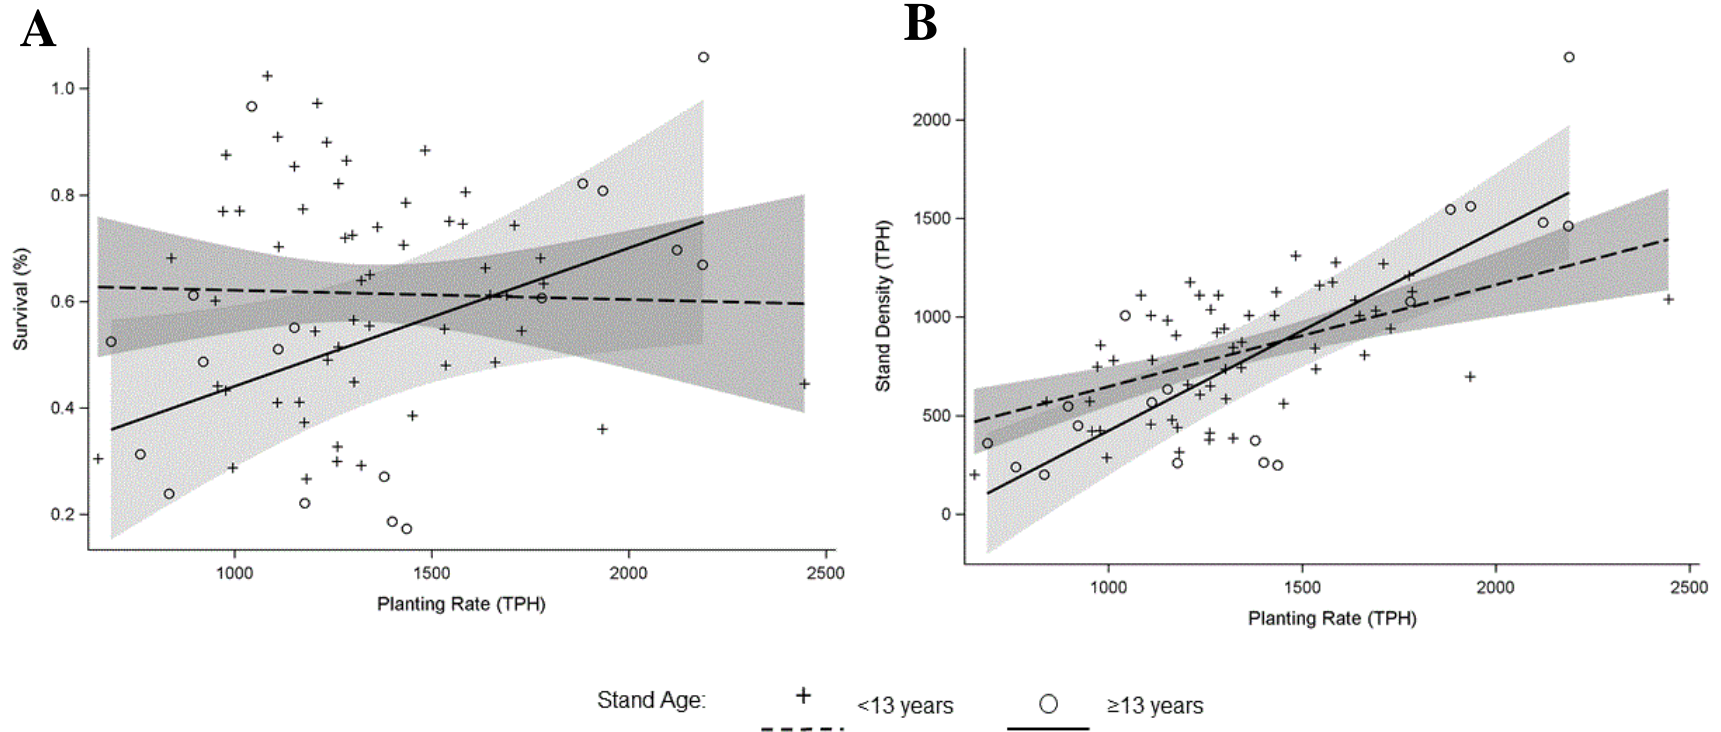 A
B
1.0
0.8
0.6
0.4
0.2
Survival (%)
1000
1500
2000
2500
Planting Rate (TPH)
2000
1500
1000
500
0
Stand Density (TPH)
1000
1500
2000
2500
Planting Rate (TPH)
Stand Age: <13 years ≥13 years